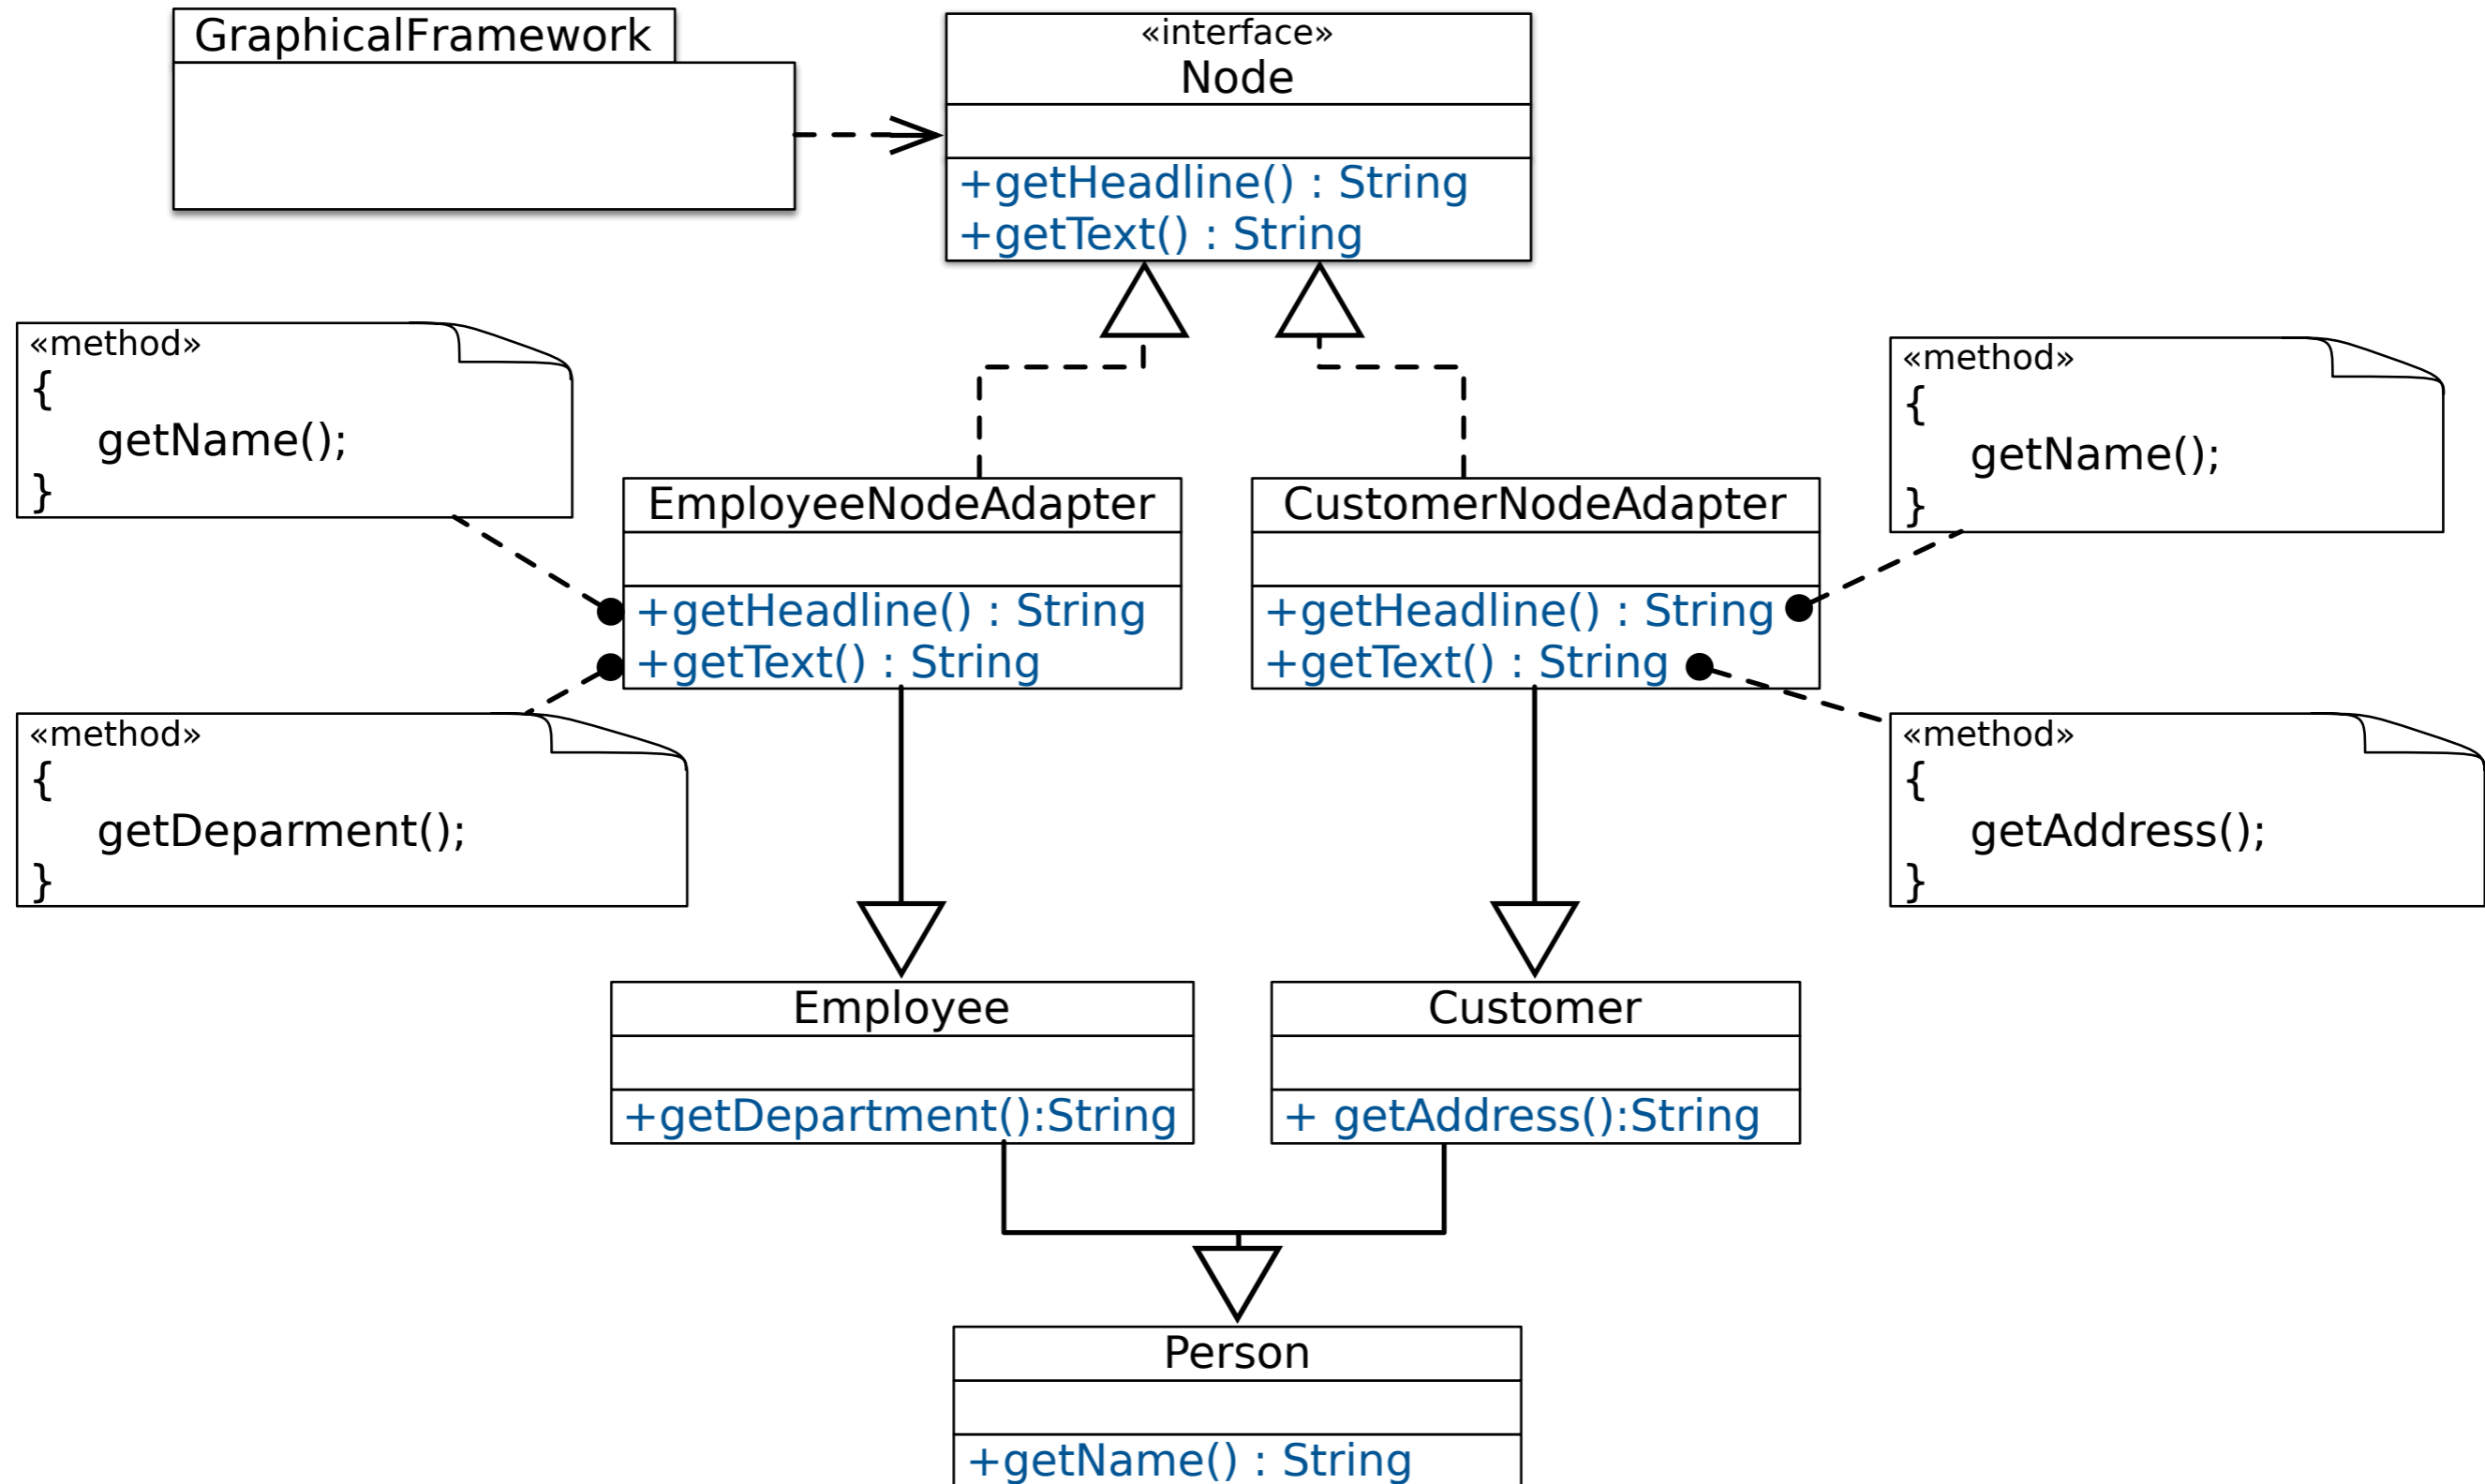 GraphicalFramework
«interface»
Node
+getHeadline() : String
+getText() : String
«method»
{
getName();
}
«method»
{
getName();
}
EmployeeNodeAdapter
+getHeadline() : String
+getText() : String
CustomerNodeAdapter
+getHeadline() : String
+getText() : String
«method»
{
getDeparment();
}
«method»
{
getAddress();
}
Employee
+getDepartment():String
Customer
+ getAddress():String
Person
+getName() : String